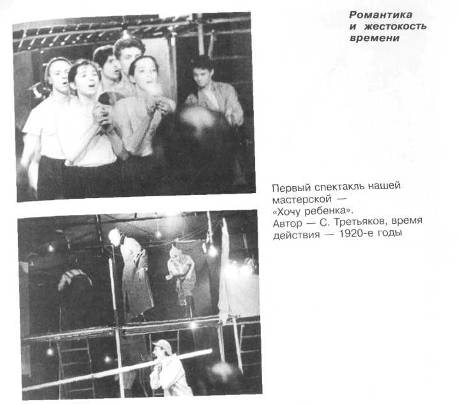 Романтика
и жестокость
времени
Первый спектакль нашей
мастерской —
«Хочу ребенка».
Автор — С. Третьяков, время
действия — 1920-е годы